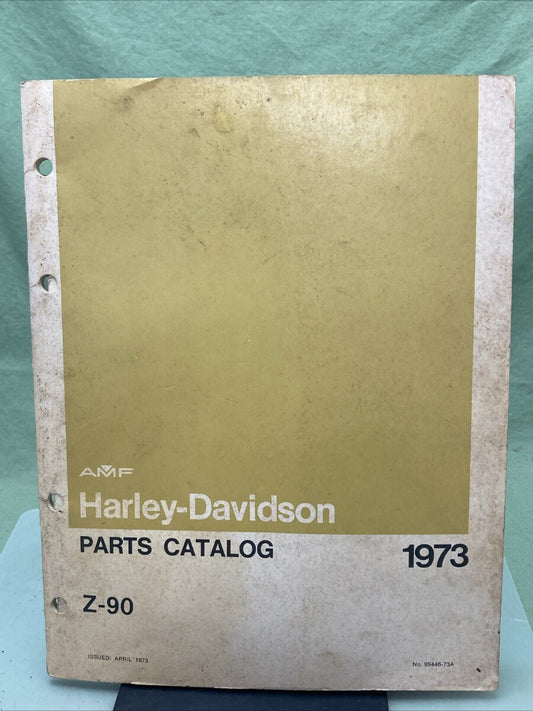 AMF
Harley-Davidson
PARTS CATALOG 1973
Z-90
ISSUED: APRIL 1973 No. 99446-73A